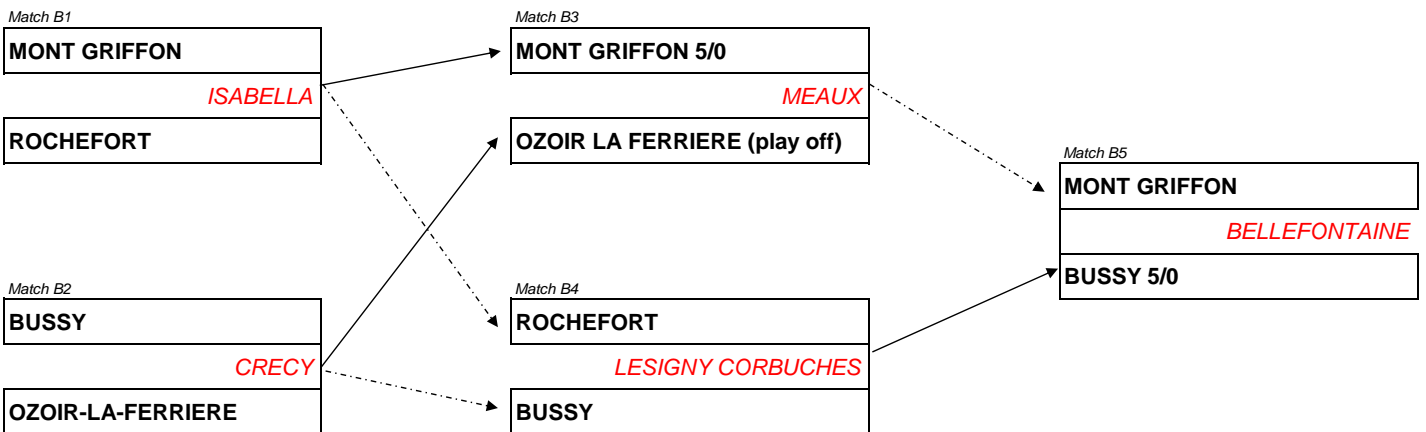 Match B1
MONT GRIFFON
ISABELLA
ROCHEFORT
Match B2
BUSSY
CRECY
OZOIR-LA-FERRIERE
Match B3
MONT GRIFFON 5/0
MEAUX
OZOIR LA FERRIERE (play off)
Match B4
ROCHEFORT
LESIGNY CORBUCHES
BUSSY
Match B5
MONT GRIFFON
BELLEFONTAINE
BUSSY 5/0